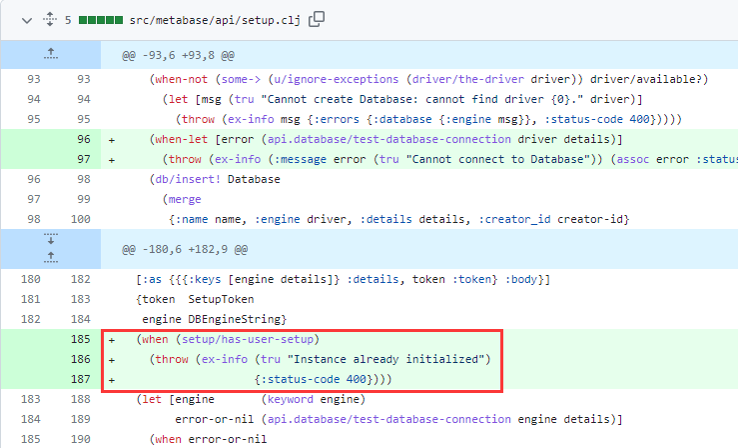 5 src/metabase/api/setup.clj
@@ -93,6 +93,8 @@
93 93 (when-not (some-> (u/ignore-exceptions (driver/the-driver driver)) driver/available?)
94 94 (let [msg (tru "Cannot create Database: cannot find driver {0}." driver)]
95 95 (throw (ex-info msg {:errors {:database {:engine msg}}, :status-code 400}))))
96 + (when-let [error (api.database/test-database-connection driver details)]
97 + (throw (ex-info (:message error (tru "Cannot connect to Database")) (assoc error :status
96 98 (db/insert! Database
97 99 (merge
98 100 {:name name, :engine driver, :details details, :creator_id creator-id}
@@ -180,6 +182,9 @@
180 182 [:as {{{:keys [engine details]} :details, token :token} :body}]
181 183 {token SetupToken
182 184 engine DBEngineString}
185 + (when (setup/has-user-setup)
186 + (throw (ex-info (tru "Instance already initialized")
187 + {:status-code 400})))
183 188 (let [engine (keyword engine)
184 189 error-or-nil (api.database/test-database-connection engine details)]
185 190 (when error-or-nil